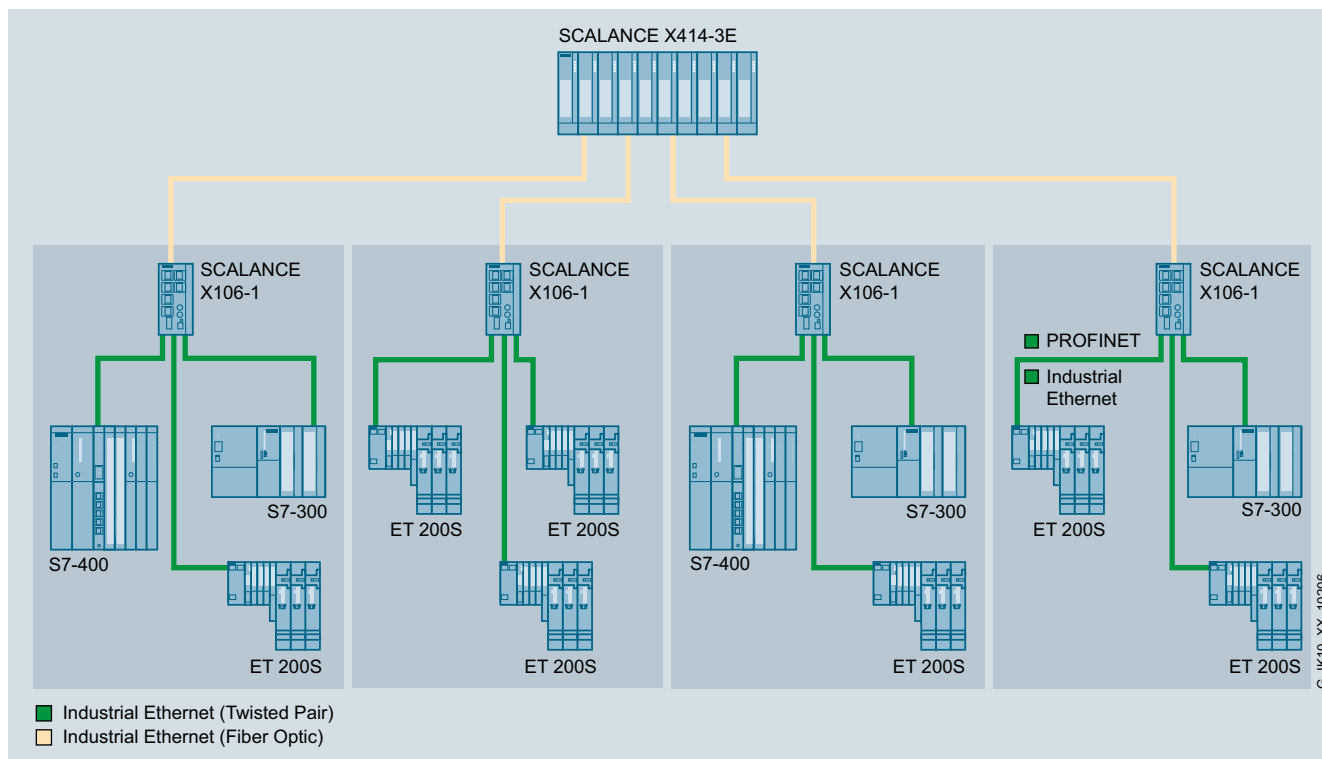 SCALANCE X414-3E
SCALANCE
X106-1
SCALANCE
X106-1
SCALANCE
X106-1
SCALANCE
X106-1
PROFINET
Industrial
Ethernet
S7-400
S7-300
ET 200S
ET 200S
ET 200S
ET 200S
S7-400
S7-300
ET 200S
ET 200S
S7-300
ET 200S
G_IK10_XX_10206
Industrial Ethernet (Twisted Pair)
Industrial Ethernet (Fiber Optic)